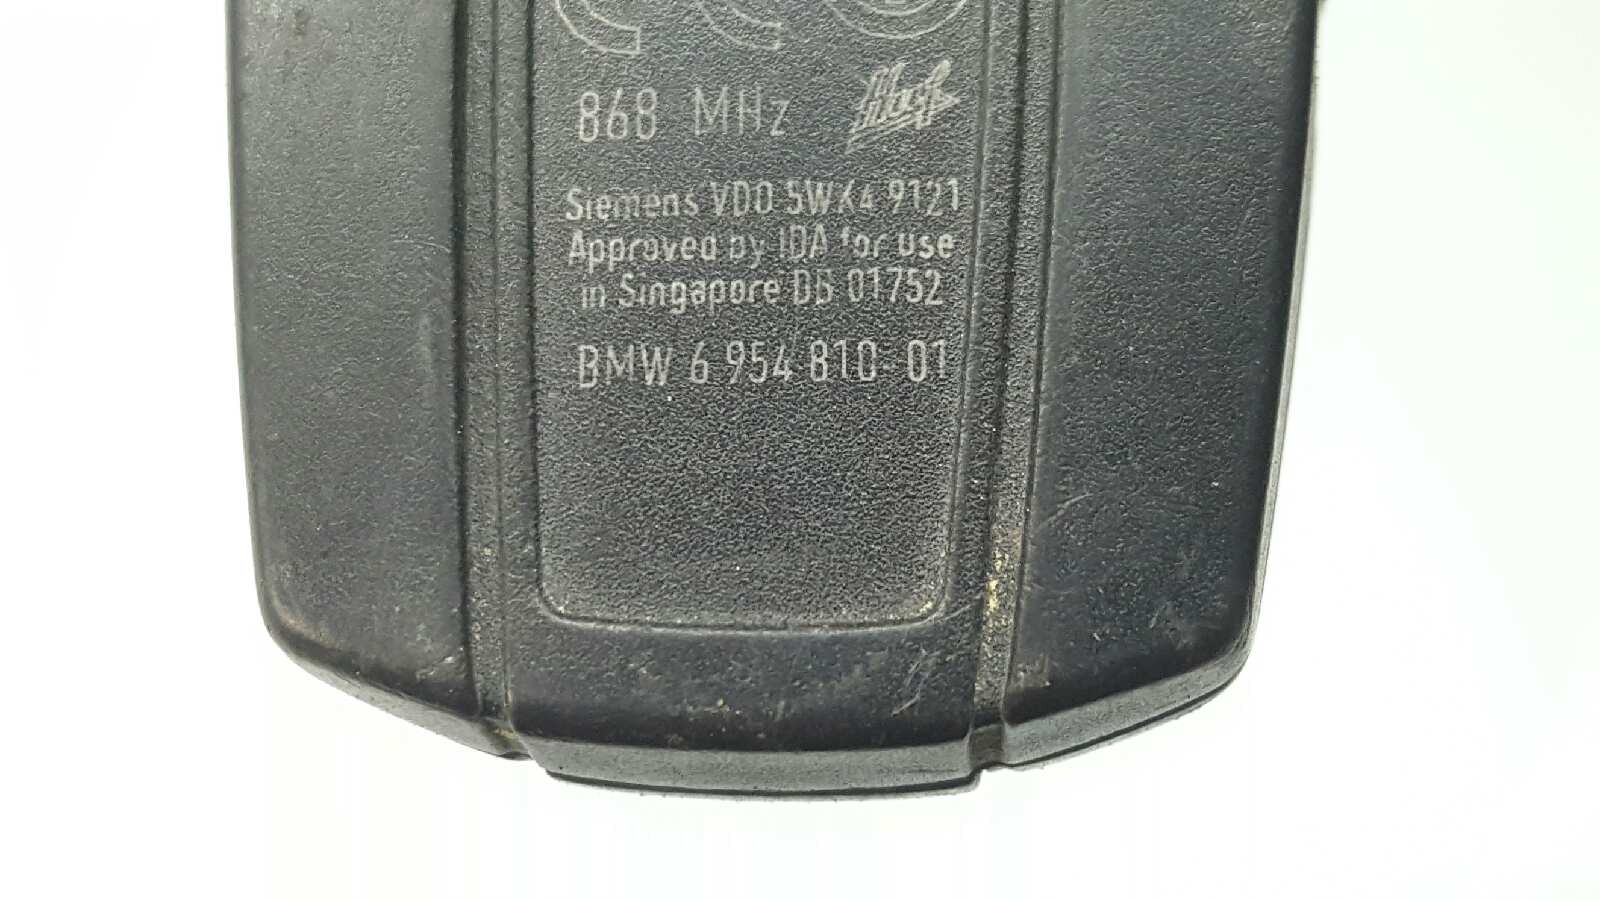 868 MHz Huf
Siemens VDO 5WK4 9121
Approved by IDA for use
in Singapore DB 01752
BMW 6 954 810-01